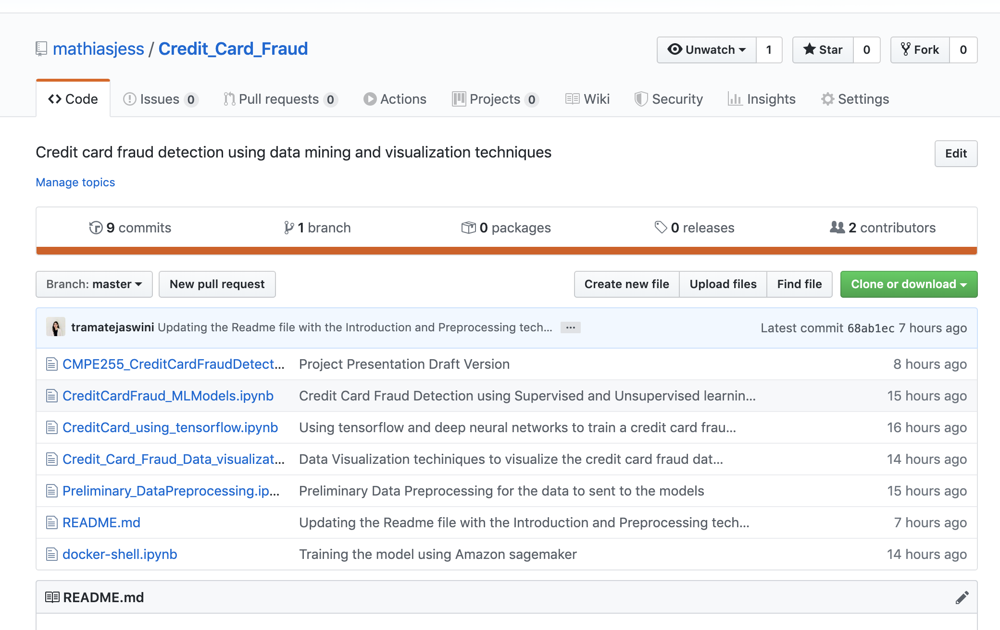 mathiasjess / Credit_Card_Fraud
Unwatch 1 Star 0 Fork 0
Code Issues 0 Pull requests 0 Actions Projects 0 Wiki Security Insights Settings
Credit card fraud detection using data mining and visualization techniques
Edit
Manage topics
9 commits 1 branch 0 packages 0 releases 2 contributors
Branch: master New pull request Create new file Upload files Find file Clone or download
tramatejaswini Updating the Readme file with the Introduction and Preprocessing tech... ... Latest commit 68ab1ec 7 hours ago
CMPE255_CreditCardFraudDetect... Project Presentation Draft Version 8 hours ago
CreditCardFraud_MLModels.ipynb Credit Card Fraud Detection using Supervised and Unsupervised learnin... 15 hours ago
CreditCard_using_tensorflow.ipynb Using tensorflow and deep neural networks to train a credit card frau... 16 hours ago
Credit_Card_Fraud_Data_visualizat... Data Visualization techiniques to visualize the credit card fraud dat... 14 hours ago
Preliminary_DataPreprocessing.ip... Preliminary Data Preprocessing for the data to sent to the models 15 hours ago
README.md Updating the Readme file with the Introduction and Preprocessing tech... 7 hours ago
docker-shell.ipynb Training the model using Amazon sagemaker 14 hours ago
README.md